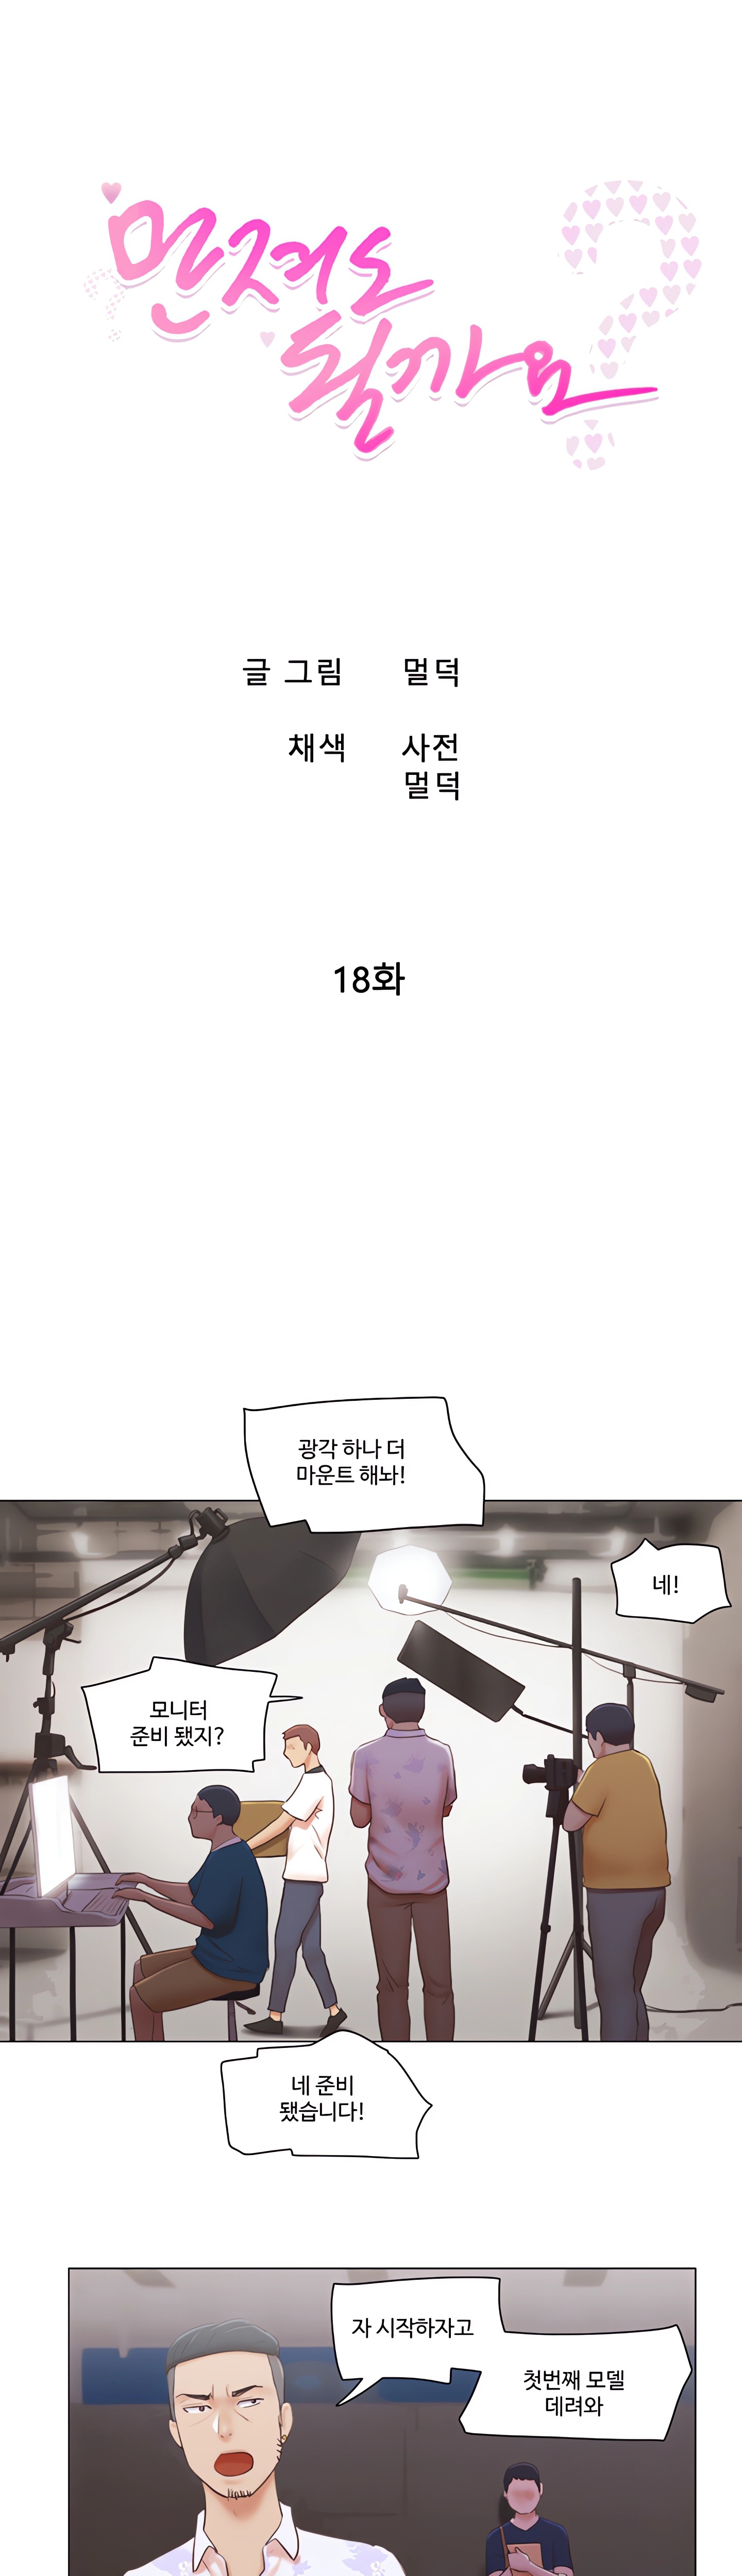 만져도
될까요?
글 그림 멀덕
채색 사전
멀덕
18화
광각 하나 더
마운트 해놔!
네!
모니터
준비 됐지?
네 준비
됐습니다!
자 시작하자고
첫번째 모델
데려와